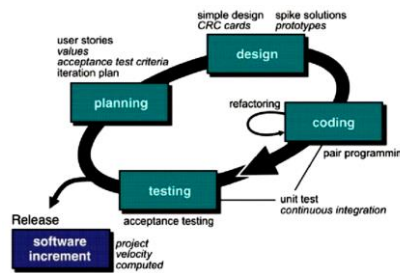 simple design
CRC cards
spike solutions
prototypes
user stories
values
acceptance test criteria
iteration plan
design
planning
refactoring
coding
pair programmin
testing
unit test
continuous integration
acceptance testing
Release
software
increment
project
velocity
computed